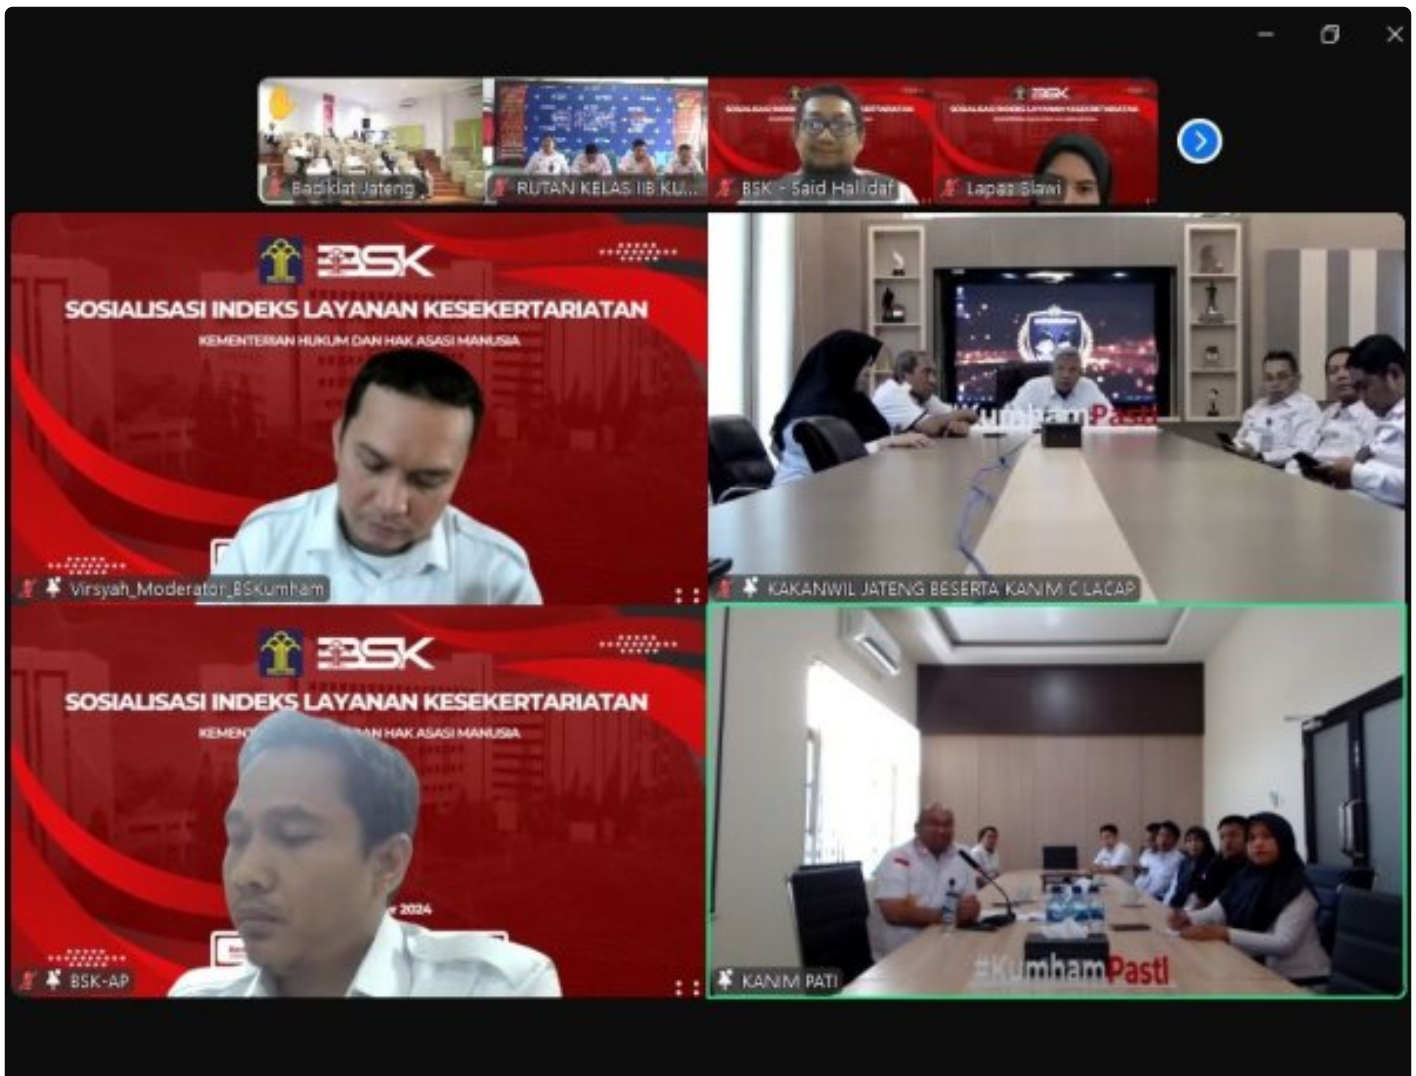 Badiklat Jateng
RUTAN KELAS IIB KU...
BSK - Said Halidaf
Lapas Slawi
BSK
SOSIALISASI INDEKS LAYANAN KESEKERTARIATAN
KEMENTERIAN HUKUM DAN HAK ASASI MANUSIA
Virsyah_Moderator_BSKumham
#KumhamPasti
KAKANWIL JATENG BESERTA KANIM CILACAP
BSK
SOSIALISASI INDEKS LAYANAN KESEKERTARIATAN
AN HAK ASASI MANUSIA
2024
BSK-AP
#KumhamPasti
KANIM PATI